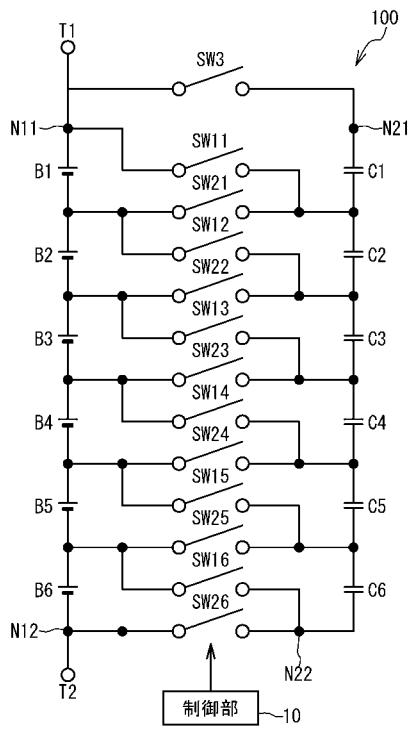 T1
100
SW3
N11
N21
SW11
B1
C1
SW21
SW12
B2
C2
SW22
SW13
B3
C3
SW23
SW14
B4
C4
SW24
SW15
B5
C5
SW25
SW16
B6
C6
SW26
N12
N22
T2
制御部
10